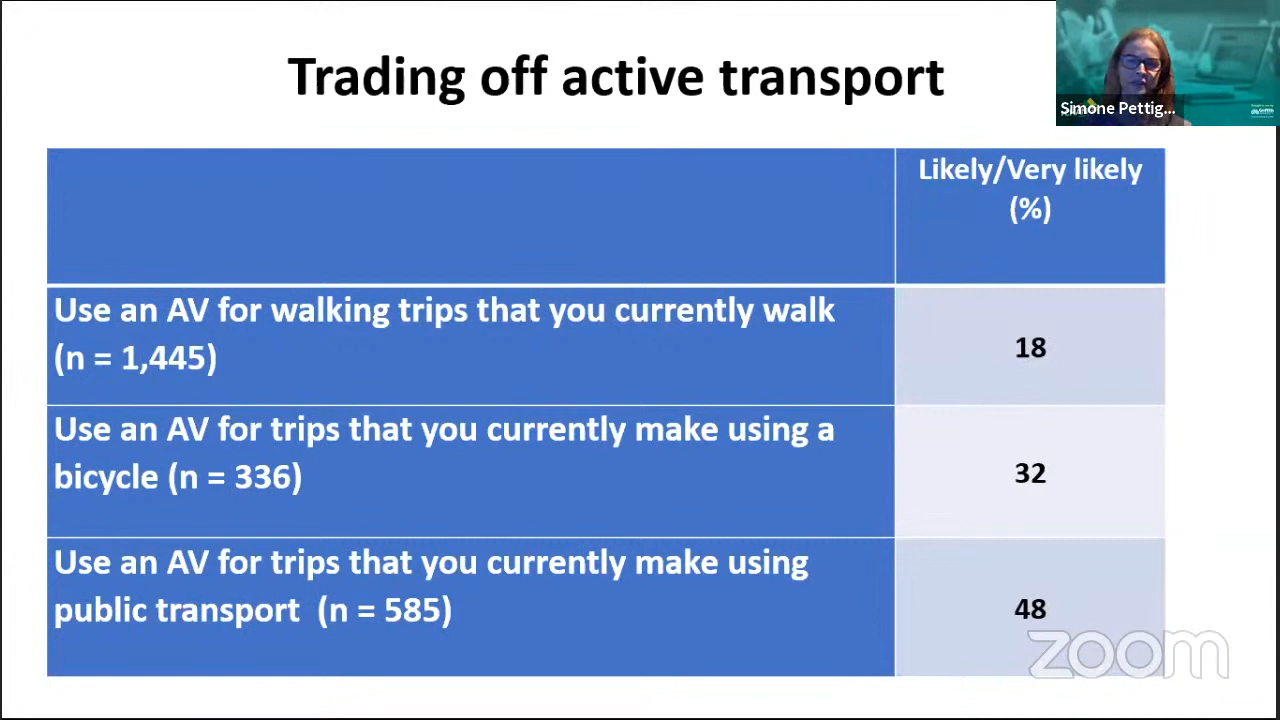 Trading off active transport
Simone Pettig...
Likely/Very likely
(%)
Use an AV for walking trips that you currently walk
(n = 1,445)
18
Use an AV for trips that you currently make using a
bicycle (n = 336)
32
Use an AV for trips that you currently make using
public transport (n = 585)
48
zoom